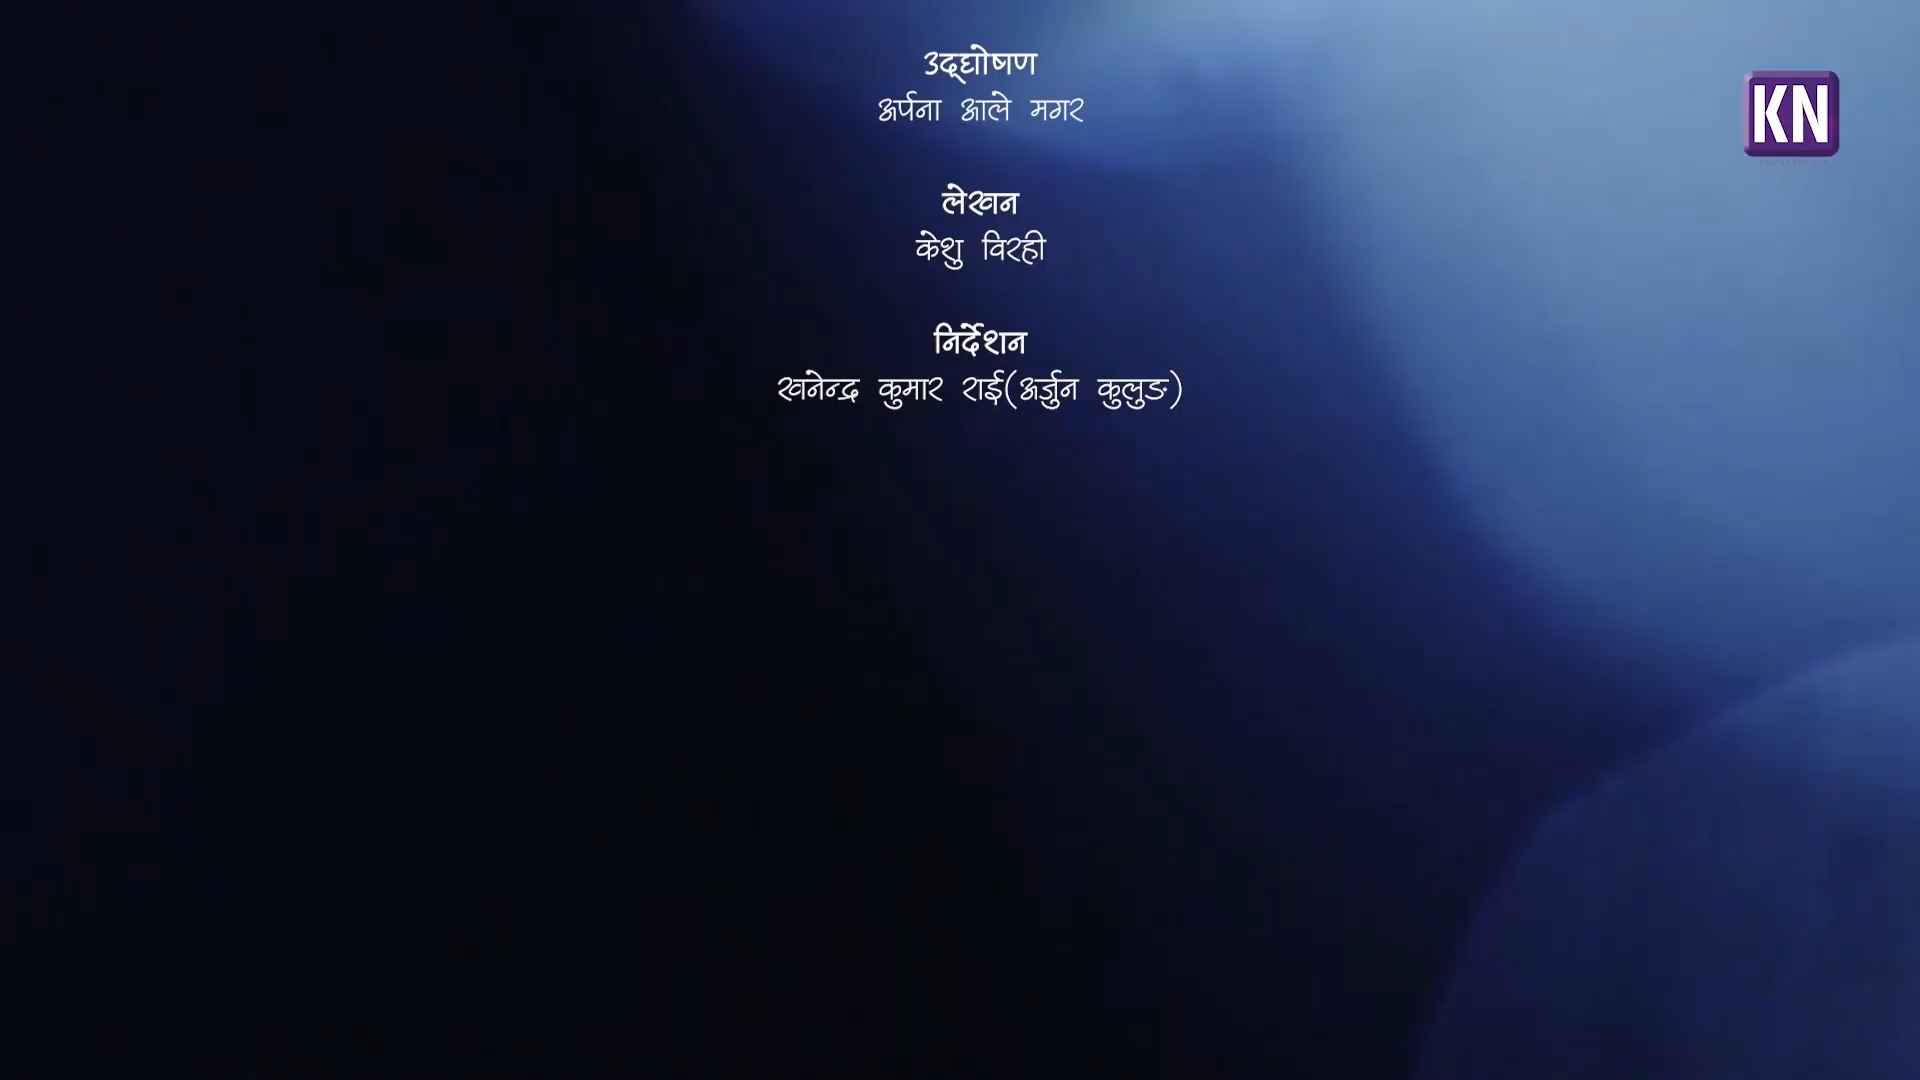 उद्घोषण
अर्पना आले मगर
KN
लेखन
केशु विरही
निर्देशन
खनेन्द्र कुमार राई(अर्जुन कुलुङ)